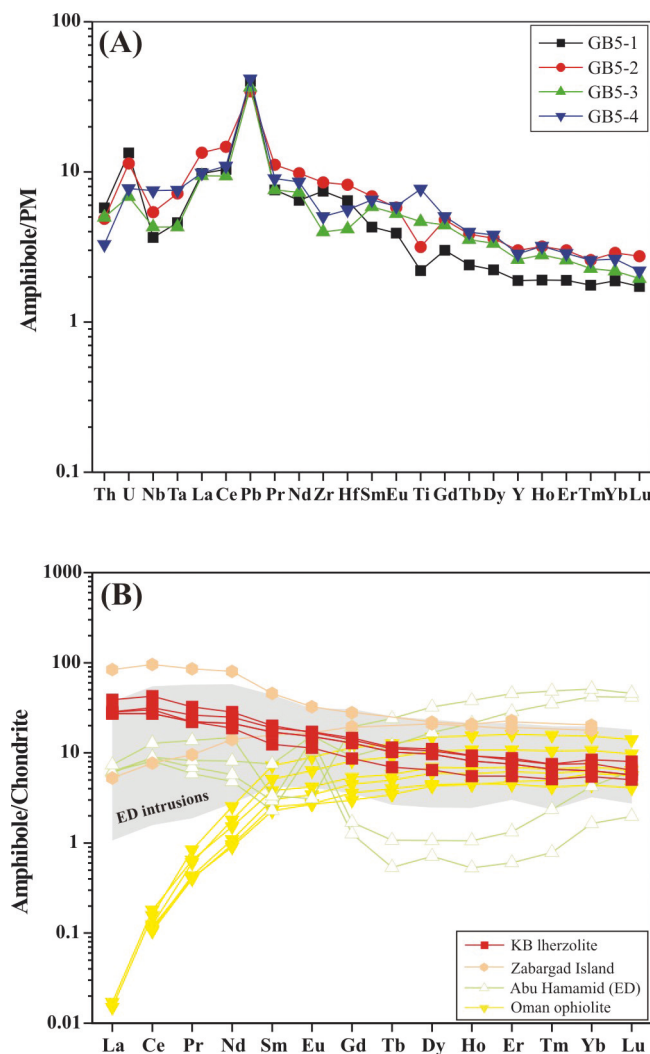 (A)
GB5-1
GB5-2
GB5-3
GB5-4
100
10
1
0.1
Amphibole/PM
Th U Nb Ta La Ce Pb Pr Nd Zr Hf Sm Eu Ti Gd Tb Dy Y Ho Er Tm Yb Lu
(B)
1000
100
10
1
0.1
0.01
Amphibole/Chondrite
ED intrusions
KB lherzolite
Zabargad Island
Abu Hamamid (ED)
Oman ophiolite
La Ce Pr Nd Sm Eu Gd Tb Dy Ho Er Tm Yb Lu